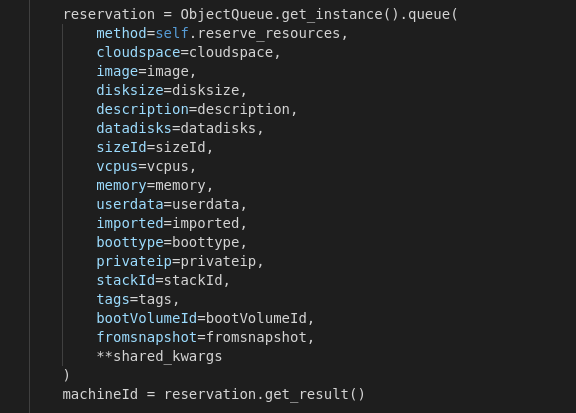 reservation = ObjectQueue.get_instance().queue(
    method=self.reserve_resources,
    cloudspace=cloudspace,
    image=image,
    disksize=disksize,
    description=description,
    datadisks=datadisks,
    sizeId=sizeId,
    vcpus=vcpus,
    memory=memory,
    userdata=userdata,
    imported=imported,
    boottype=boottype,
    privateip=privateip,
    stackId=stackId,
    tags=tags,
    bootVolumeId=bootVolumeId,
    fromsnapshot=fromsnapshot,
    **shared_kwargs
)
machineId = reservation.get_result()